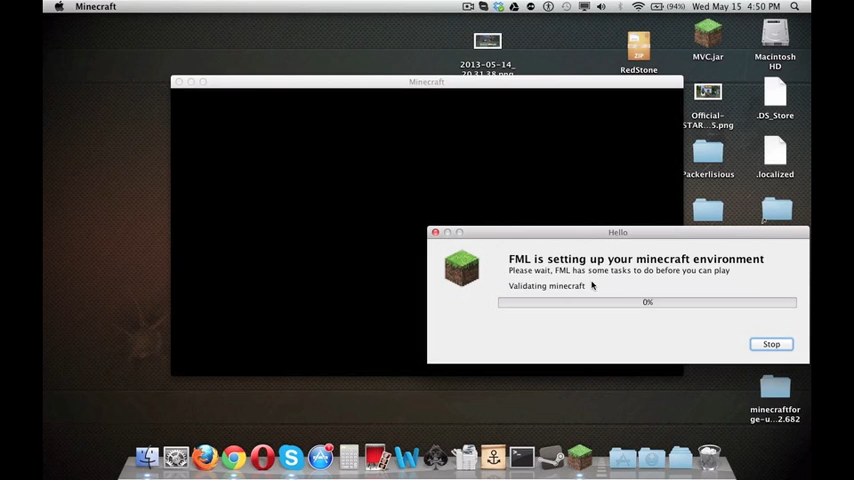 Minecraft
(94%) Wed May 15 4:50 PM
2013-05-14_
20.31.38.png
ZIP
RedStone
MVC.jar
Macintosh
HD
Minecraft
Official-
STAR...5.png
.DS_Store
Packerlisious
.localized
Hello
FML is setting up your minecraft environment
Please wait, FML has some tasks to do before you can play
Validating minecraft
0%
Stop
minecraftfor
ge-u...2.682